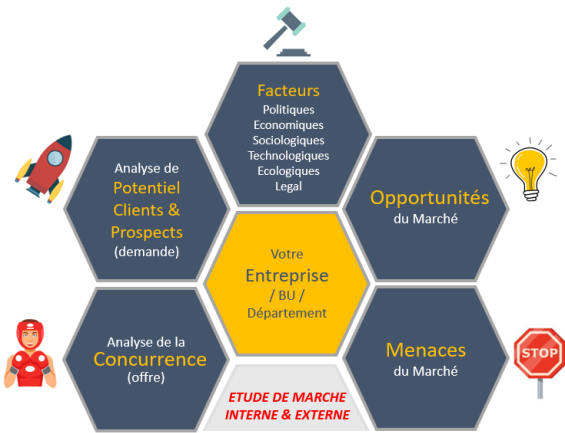 Facteurs
Politiques
Economiques
Sociologiques
Technologiques
Ecologiques
Legal
Analyse de
Potentiel
Clients &
Prospects
(demande)
Opportunités
du Marché
Votre
Entreprise
/ BU /
Département
Analyse de la
Concurrence
(offre)
Menaces
du Marché
STOP
ETUDE DE MARCHE
INTERNE & EXTERNE